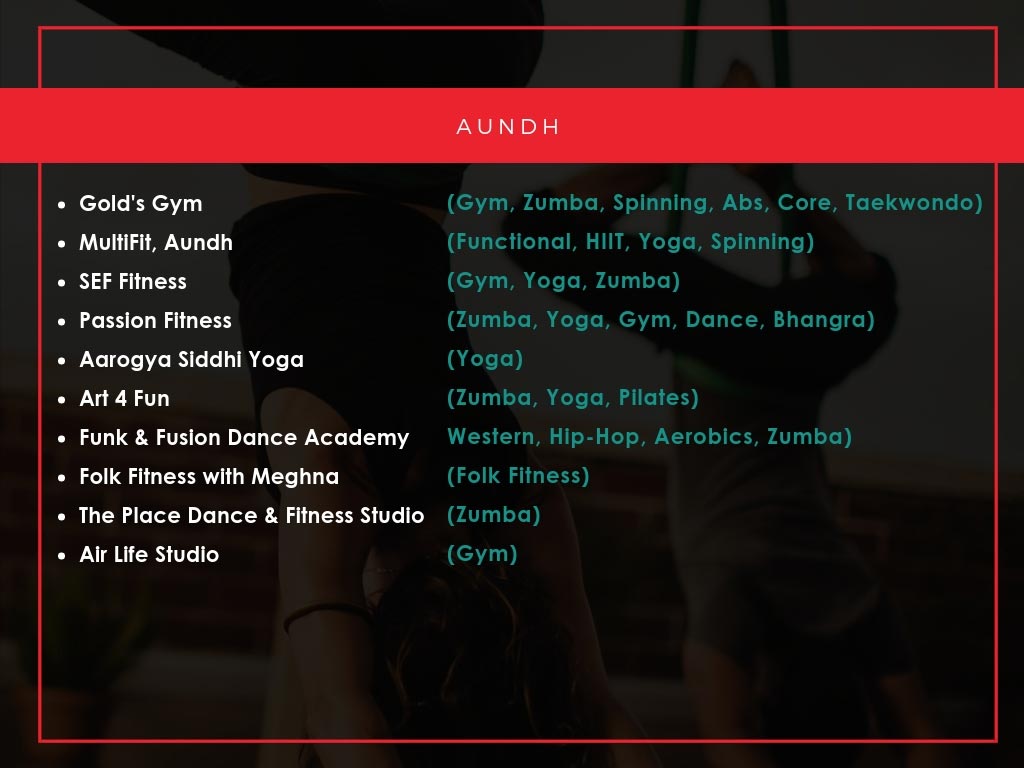 AUNDH
• Gold's Gym (Gym, Zumba, Spinning, Abs, Core, Taekwondo)
• MultiFit, Aundh (Functional, HIIT, Yoga, Spinning)
• SEF Fitness (Gym, Yoga, Zumba)
• Passion Fitness (Zumba, Yoga, Gym, Dance, Bhangra)
• Aarogya Siddhi Yoga (Yoga)
• Art 4 Fun (Zumba, Yoga, Pilates)
• Funk & Fusion Dance Academy Western, Hip-Hop, Aerobics, Zumba)
• Folk Fitness with Meghna (Folk Fitness)
• The Place Dance & Fitness Studio (Zumba)
• Air Life Studio (Gym)